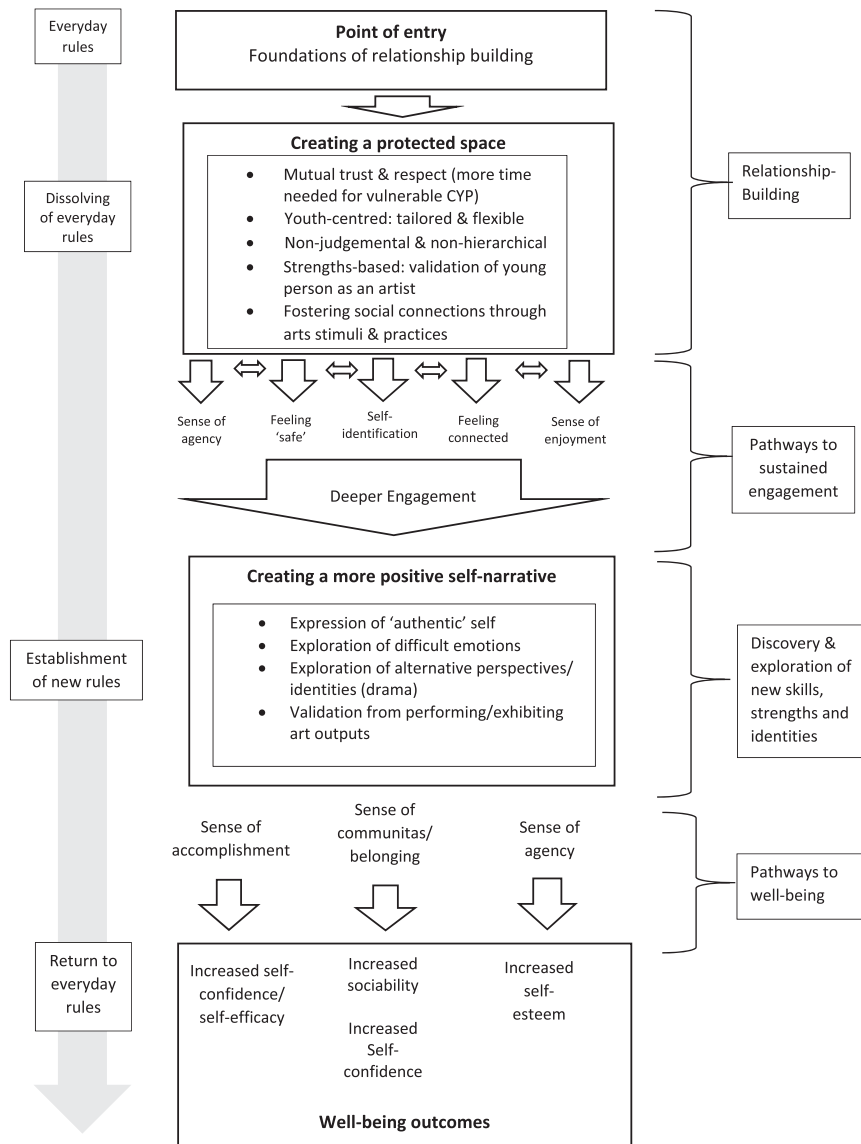 Everyday
rules
Point of entry
Foundations of relationship building
Creating a protected space
• Mutual trust & respect (more time
needed for vulnerable CYP)
• Youth-centred: tailored & flexible
• Non-judgemental & non-hierarchical
• Strengths-based: validation of young
person as an artist
• Fostering social connections through
arts stimuli & practices
Dissolving
of everyday
rules
Relationship-
Building
Sense of
agency
Feeling
‘safe’
Self-
identification
Feeling
connected
Sense of
enjoyment
Deeper Engagement
Pathways to
sustained
engagement
Creating a more positive self-narrative
• Expression of ‘authentic’ self
• Exploration of difficult emotions
• Exploration of alternative perspectives/
identities (drama)
• Validation from performing/exhibiting
art outputs
Establishment
of new rules
Discovery &
exploration of
new skills,
strengths and
identities
Sense of
accomplishment
Sense of
communitas/
belonging
Sense of
agency
Pathways to
well-being
Return to
everyday
rules
Increased self-
confidence/
self-efficacy
Increased
sociability
Increased
Self-
confidence
Increased
self-
esteem
Well-being outcomes